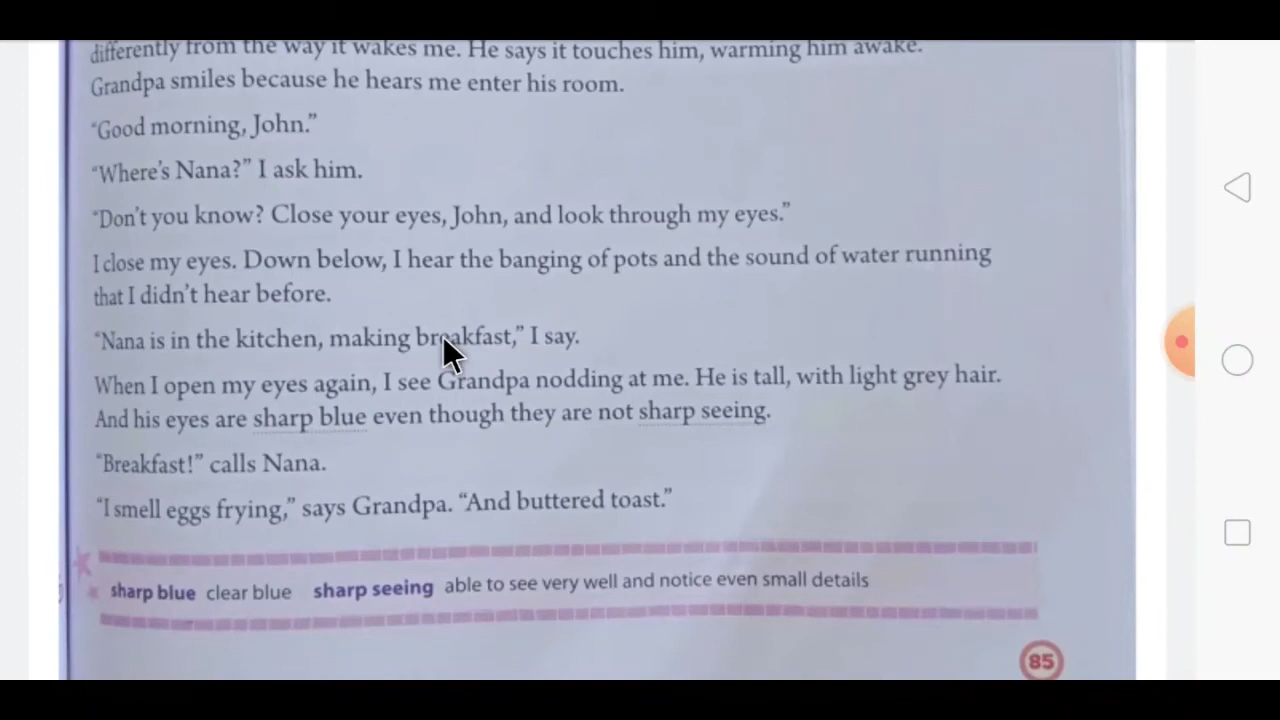 differently from the way it wakes me. He says it touches him, warming him awake.
Grandpa smiles because he hears me enter his room.
“Good morning, John.”
“Where’s Nana?” I ask him.
“Don’t you know? Close your eyes, John, and look through my eyes.”
I close my eyes. Down below, I hear the banging of pots and the sound of water running
that I didn’t hear before.
“Nana is in the kitchen, making breakfast,” I say.
When I open my eyes again, I see Grandpa nodding at me. He is tall, with light grey hair.
And his eyes are sharp blue even though they are not sharp seeing.
“Breakfast!” calls Nana.
“I smell eggs frying,” says Grandpa. “And buttered toast.”
sharp blue clear blue sharp seeing able to see very well and notice even small details
85